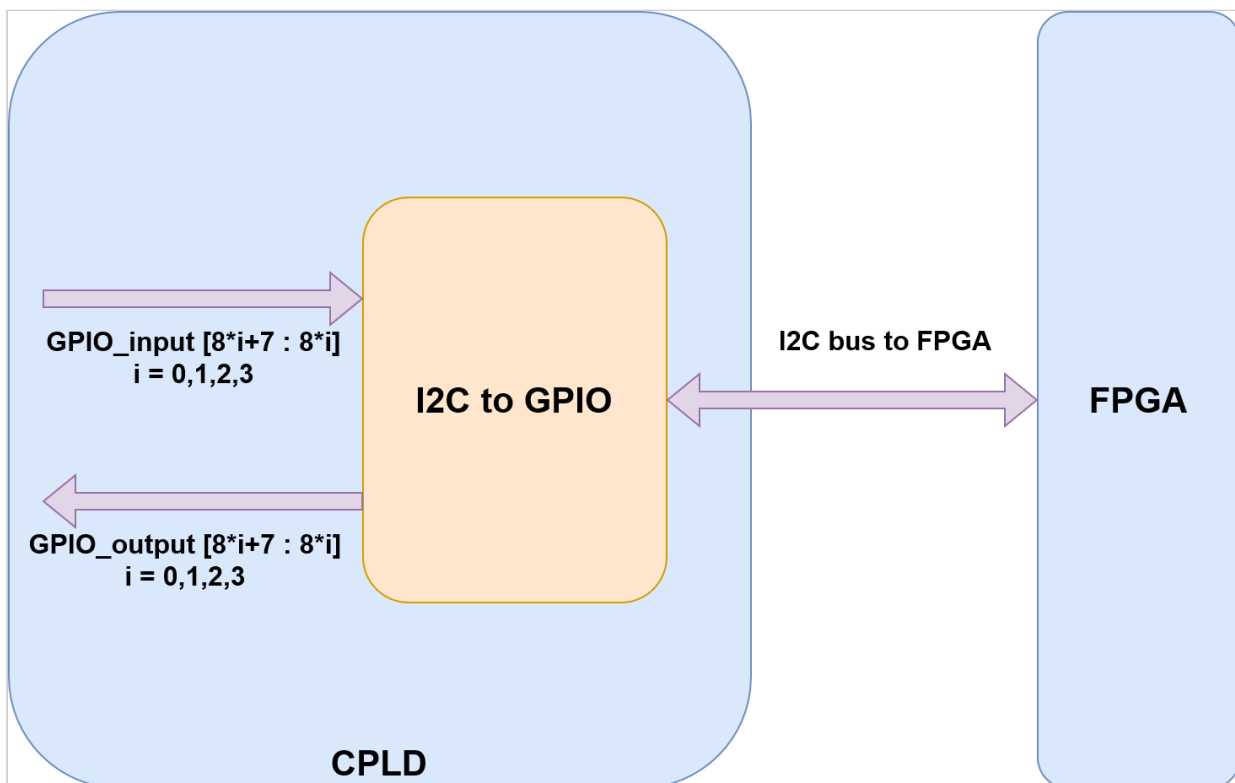 GPIO_input [8*i+7 : 8*i]
i = 0,1,2,3
I2C bus to FPGA
I2C to GPIO
FPGA
GPIO_output [8*i+7 : 8*i]
i = 0,1,2,3
CPLD